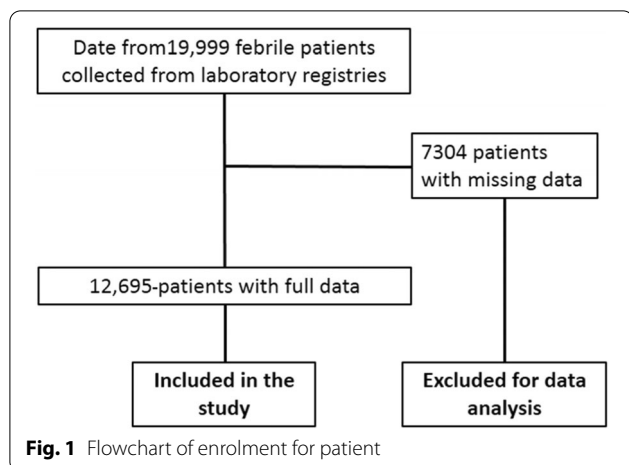 Date from19,999 febrile patients
collected from laboratory registries
7304 patients
with missing data
12,695-patients with full data
Included in the
study
Excluded for data
analysis
Fig. 1 Flowchart of enrolment for patient